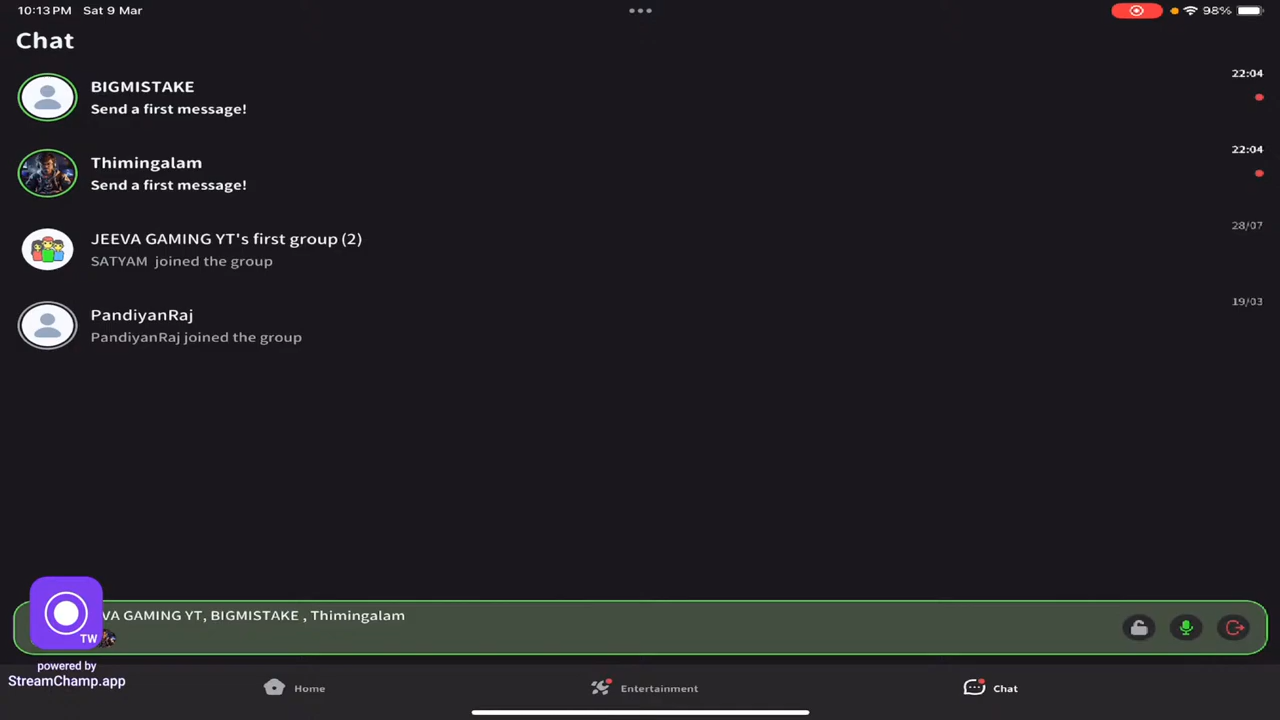 10:13 PM Sat 9 Mar
98%
Chat
BIGMISTAKE
22:04
Send a first message!
Thimingalam
22:04
Send a first message!
JEEVA GAMING YT's first group (2)
28/07
SATYAM joined the group
PandiyanRaj
19/03
PandiyanRaj joined the group
VA GAMING YT, BIGMISTAKE , Thimingalam
TW
powered by
StreamChamp.app
Home
Entertainment
Chat